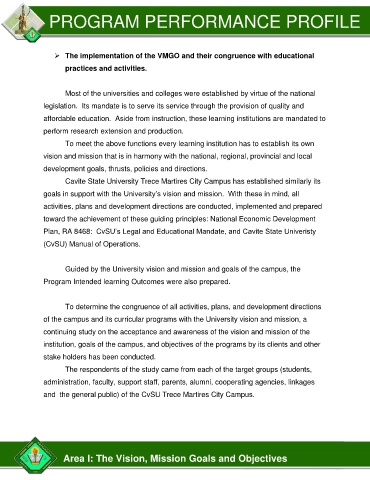 PROGRAM PERFORMANCE PROFILE
➢ The implementation of the VMGO and their congruence with educational
practices and activities.
Most of the universities and colleges were established by virtue of the national
legislation. Its mandate is to serve its service through the provision of quality and
affordable education. Aside from instruction, these learning institutions are mandated to
perform research extension and production.
To meet the above functions every learning institution has to establish its own
vision and mission that is in harmony with the national, regional, provincial and local
development goals, thrusts, policies and directions.
Cavite State University Trece Martires City Campus has established similarly its
goals in support with the University's vision and mission. With these in mind, all
activities, plans and development directions are conducted, implemented and prepared
toward the achievement of these guiding principles: National Economic Development
Plan, RA 8468: CvSU's Legal and Educational Mandate, and Cavite State Univeristy
(CvSU) Manual of Operations.
Guided by the University vision and mission and goals of the campus, the
Program Intended learning Outcomes were also prepared.
To determine the congruence of all activities, plans, and development directions
of the campus and its curricular programs with the University vision and mission, a
continuing study on the acceptance and awareness of the vision and mission of the
institution, goals of the campus, and objectives of the programs by its clients and other
stake holders has been conducted.
The respondents of the study came from each of the target groups (students,
administration, faculty, support staff, parents, alumni, cooperating agencies, linkages
and the general public) of the CvSU Trece Martires City Campus.
Area I: The Vision, Mission Goals and Objectives